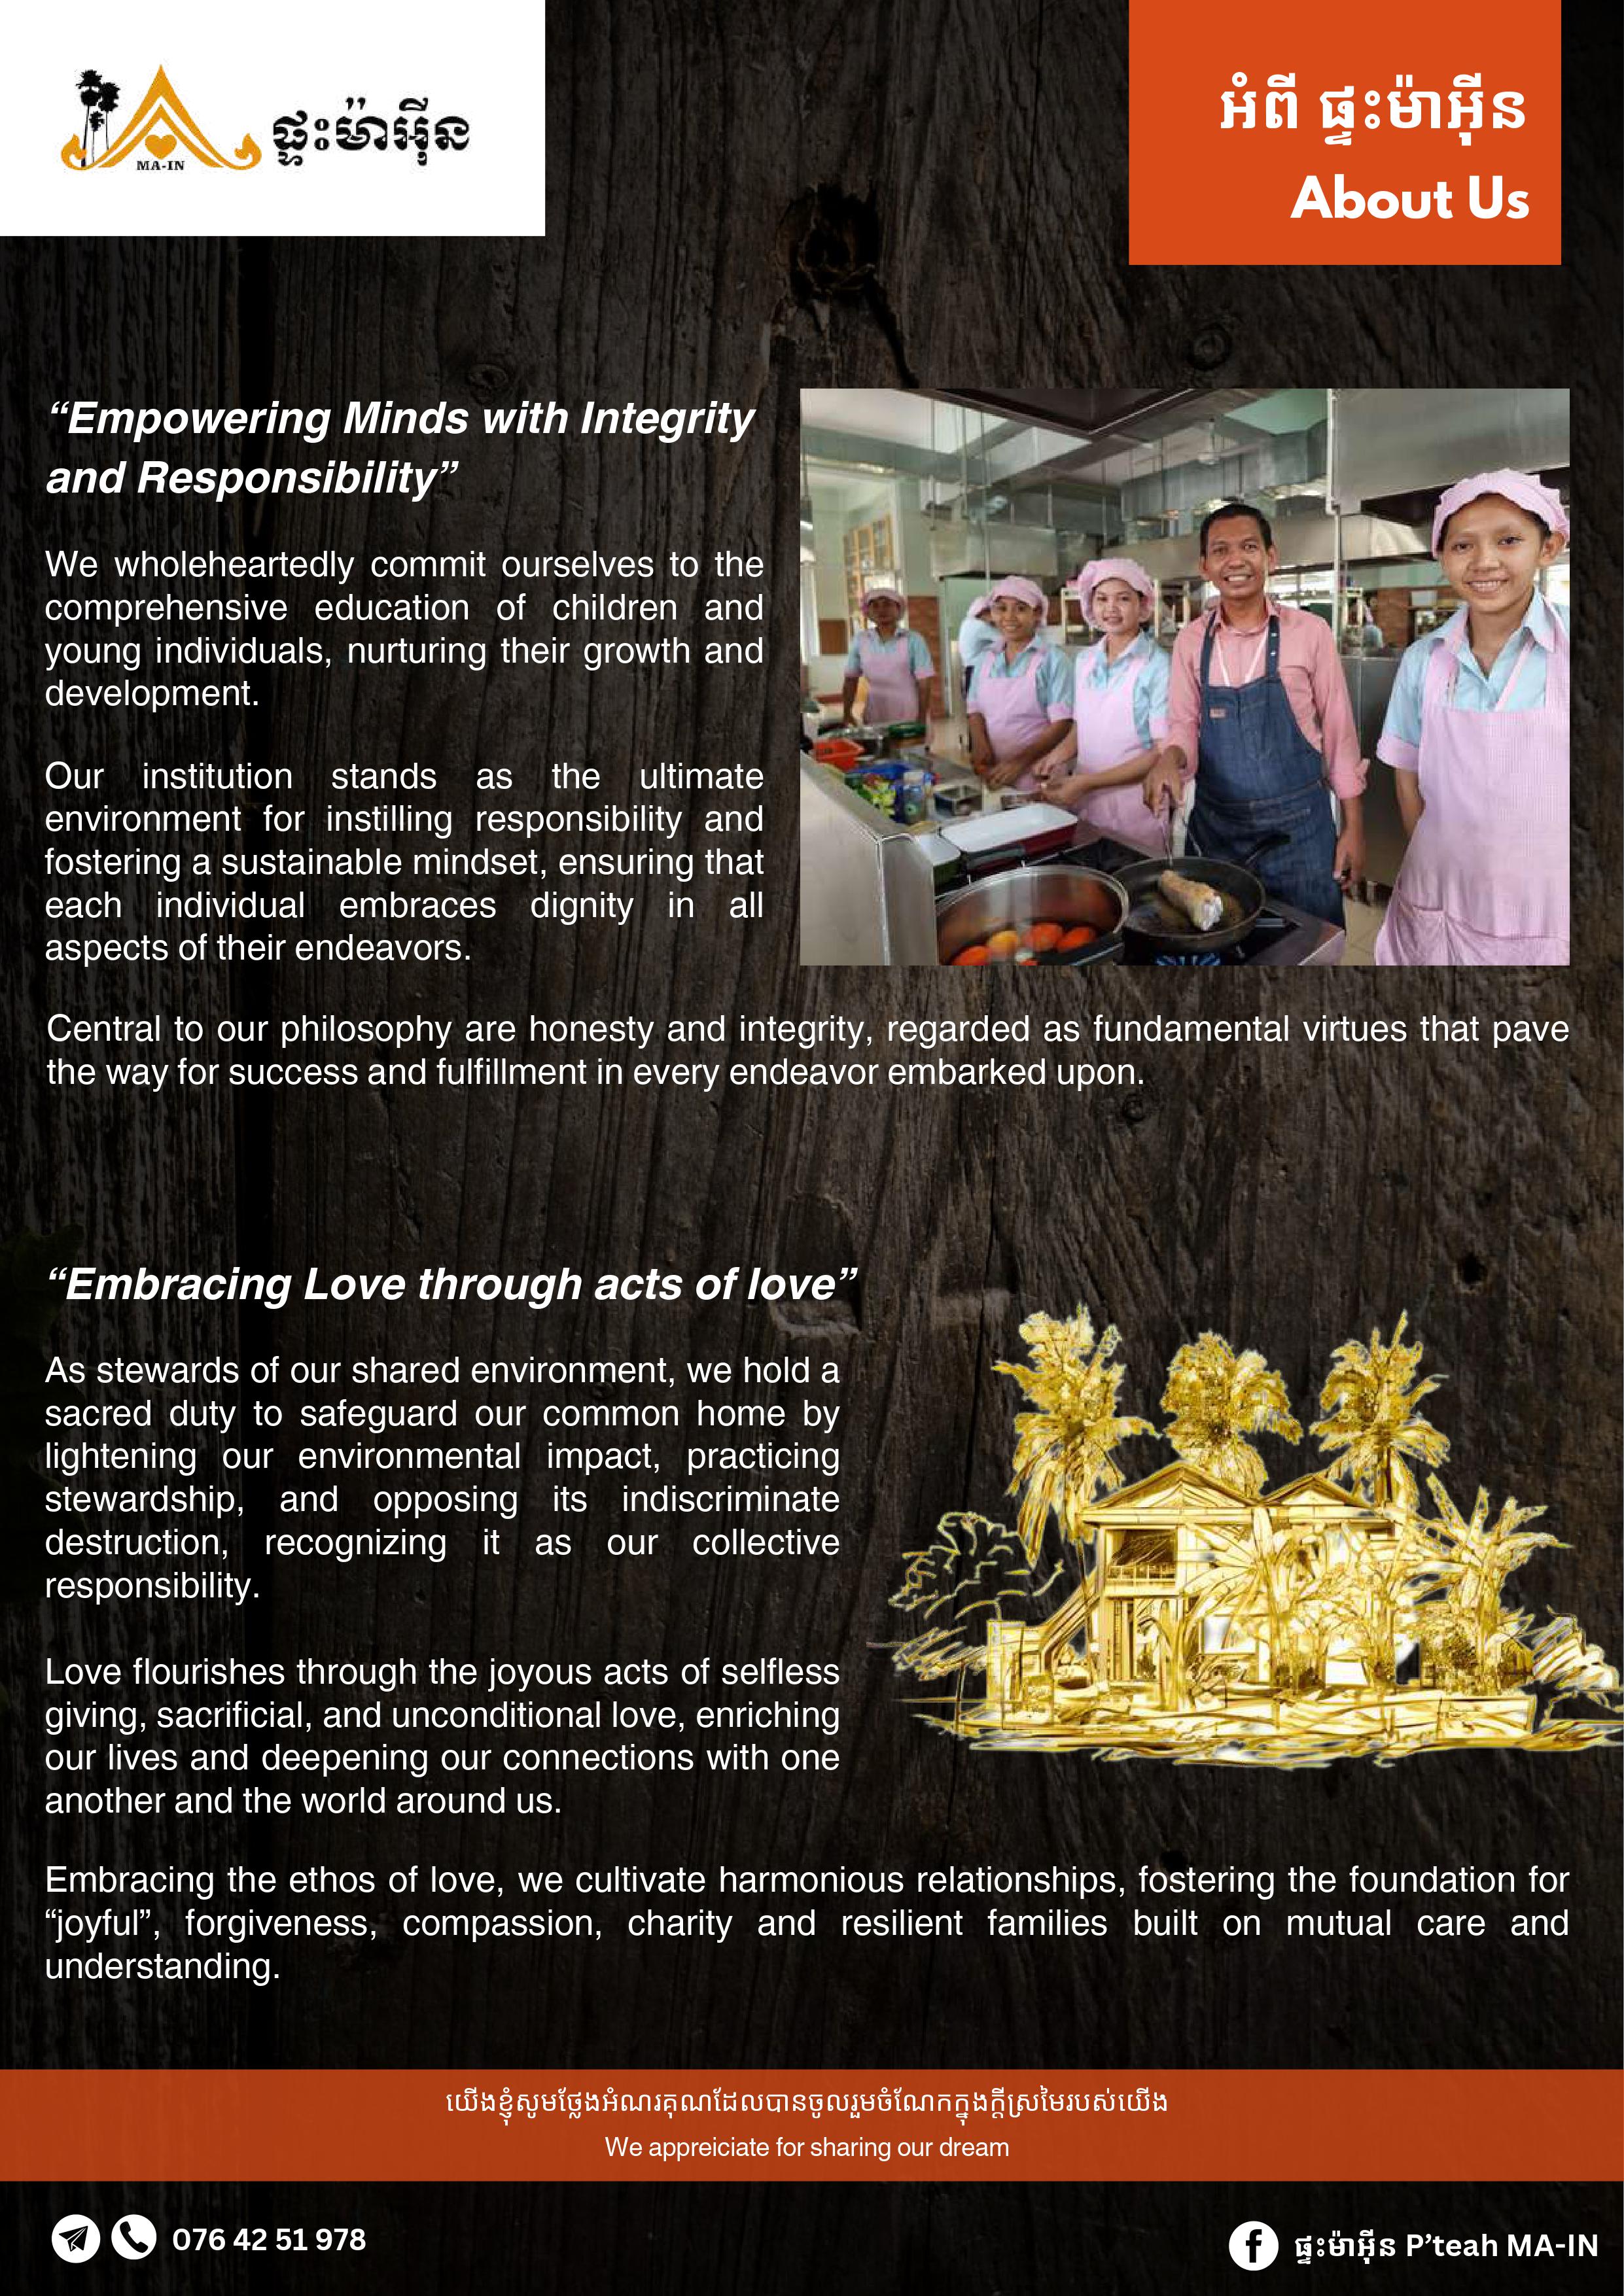 MA-IN
ផ្ទះម៉ាអ៊ីន
អំពី ផ្ទះម៉ាអ៊ីន
About Us
“Empowering Minds with Integrity
and Responsibility”
We wholeheartedly commit ourselves to the
comprehensive education of children and
young individuals, nurturing their growth and
development.
Our institution stands as the ultimate
environment for instilling responsibility and
fostering a sustainable mindset, ensuring that
each individual embraces dignity in all
aspects of their endeavors.
Central to our philosophy are honesty and integrity, regarded as fundamental virtues that pave
the way for success and fulfillment in every endeavor embarked upon.
“Embracing Love through acts of love”
As stewards of our shared environment, we hold a
sacred duty to safeguard our common home by
lightening our environmental impact, practicing
stewardship, and opposing its indiscriminate
destruction, recognizing it as our collective
responsibility.
Love flourishes through the joyous acts of selfless
giving, sacrificial, and unconditional love, enriching
our lives and deepening our connections with one
another and the world around us.
Embracing the ethos of love, we cultivate harmonious relationships, fostering the foundation for
“joyful”, forgiveness, compassion, charity and resilient families built on mutual care and
understanding.
យើងខ្ញុំសូមថ្លែងអំណរគុណដែលបានចូលរួមចំណែកក្នុងក្តីស្រមៃរបស់យើង
We appreiciate for sharing our dream
076 42 51 978
ផ្ទះម៉ាអ៊ីន P’teah MA-IN